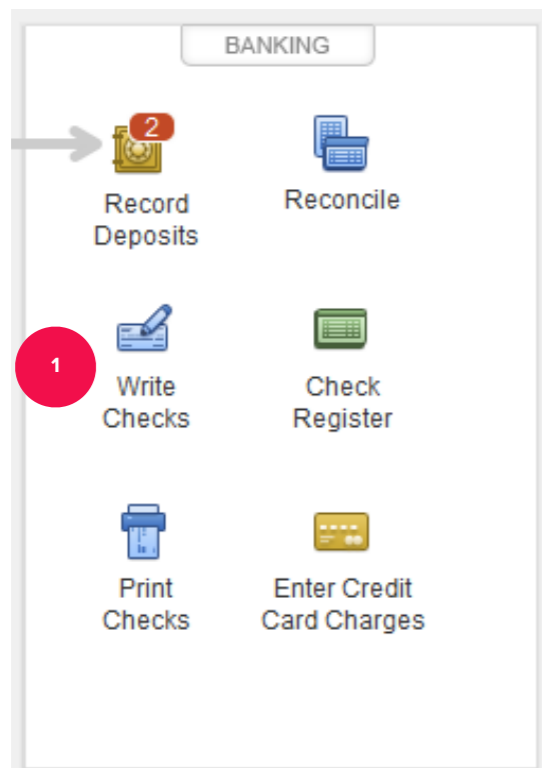 BANKING
2
Record
Deposits
Reconcile
1
Write
Checks
Check
Register
Print
Checks
Enter Credit
Card Charges